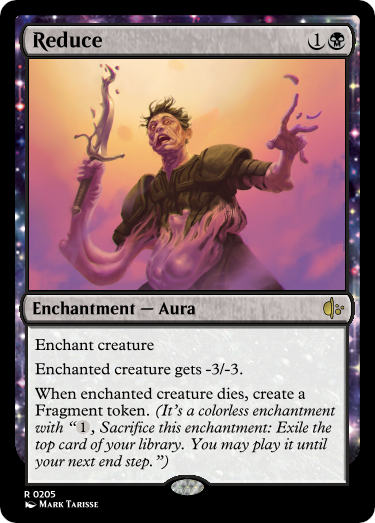 Reduce 1
Enchantment — Aura
Enchant creature
Enchanted creature gets -3/-3.
When enchanted creature dies, create a
Fragment token. (It's a colorless enchantment
with “1, Sacrifice this enchantment: Exile the
top card of your library. You may play it until
your next end step.”)
R 0205
Mark Tarisse